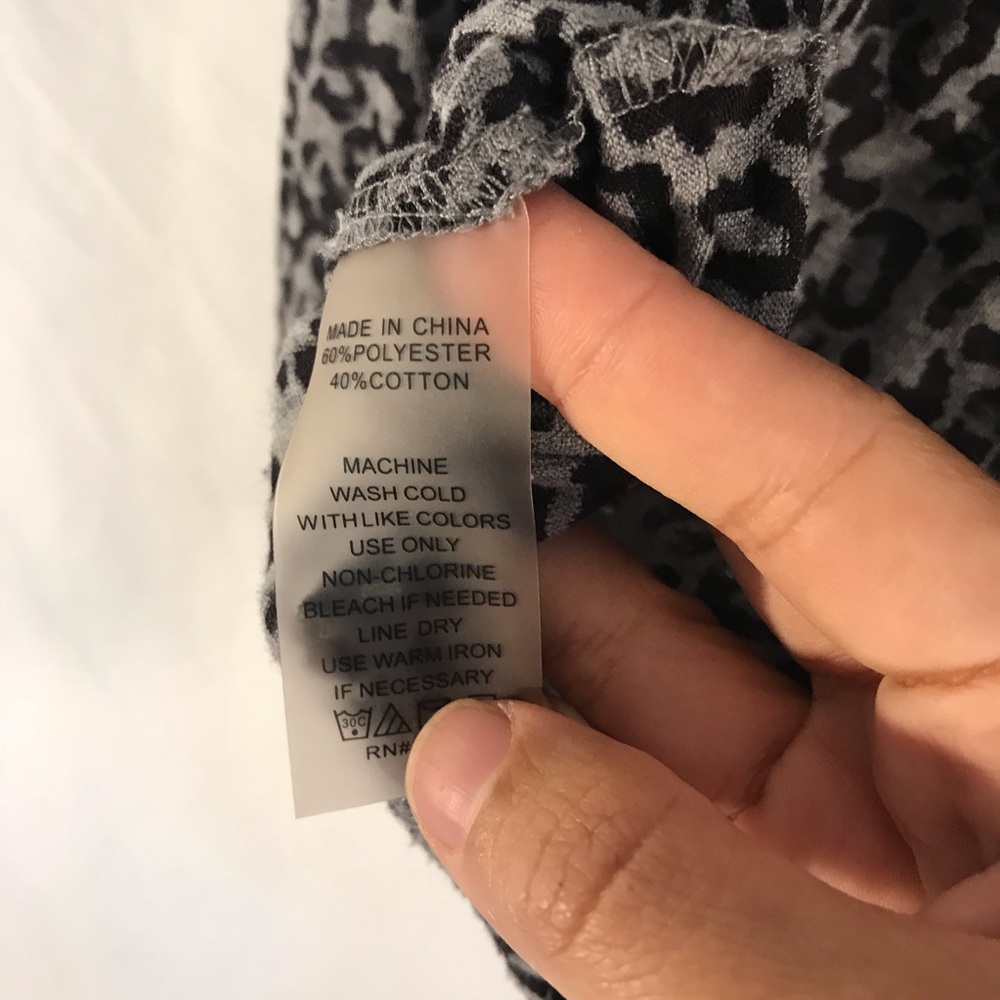 MADE IN CHINA
60%POLYESTER
40%COTTON
MACHINE
WASH COLD
WITH LIKE COLORS
USE ONLY
NON-CHLORINE
BLEACH IF NEEDED
LINE DRY
USE WARM IRON
IF NECESSARY
30C
RN#